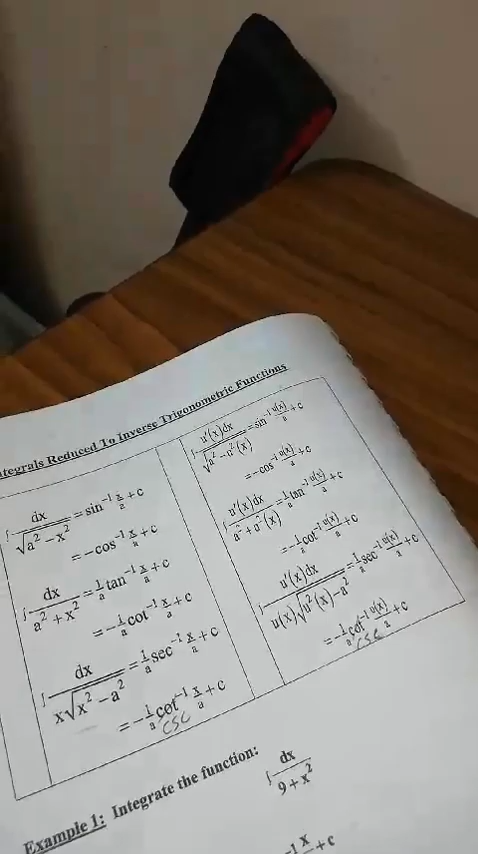 tegrals Reduced To Inverse Trigonometric Functions
∫ dx / √(a² − x²) = sin⁻¹ x/a + c
= −cos⁻¹ x/a + c
∫ dx / (a² + x²) = 1/a tan⁻¹ x/a + c
= −1/a cot⁻¹ x/a + c
∫ dx / (x√(x² − a²)) = 1/a sec⁻¹ x/a + c
= −1/a cot⁻¹ x/a + c
csc
∫ u'(x)dx / √(a² − u²(x)) = sin⁻¹ u(x)/a + c
= −cos⁻¹ u(x)/a + c
∫ u'(x)dx / (a² + u²(x)) = 1/a tan⁻¹ u(x)/a + c
= −1/a cot⁻¹ u(x)/a + c
∫ u'(x)dx / (u(x)√(u²(x) − a²)) = 1/a sec⁻¹ u(x)/a + c
= −1/a cot⁻¹ u(x)/a + c
csc
Example 1: Integrate the function: ∫ dx / (9 + x²)
⁻¹ x + c